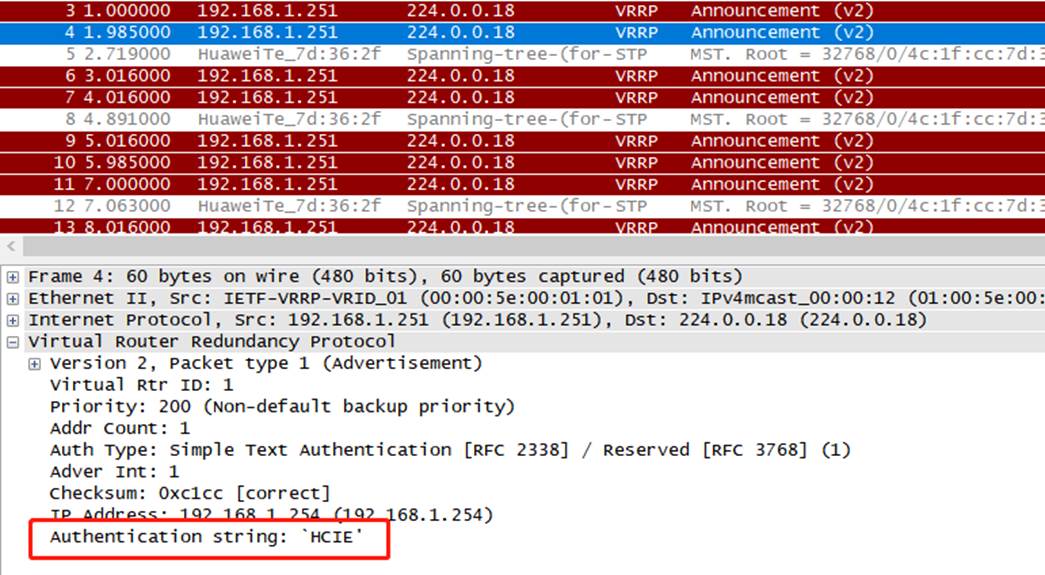 3 1.000000 192.168.1.251 224.0.0.18 VRRP Announcement (v2)
4 1.985000 192.168.1.251 224.0.0.18 VRRP Announcement (v2)
5 2.719000 HuaweiTe_7d:36:2f Spanning-tree-(for- STP MST. Root = 32768/0/4c:1f:cc:7d:3
6 3.016000 192.168.1.251 224.0.0.18 VRRP Announcement (v2)
7 4.016000 192.168.1.251 224.0.0.18 VRRP Announcement (v2)
8 4.891000 HuaweiTe_7d:36:2f Spanning-tree-(for- STP MST. Root = 32768/0/4c:1f:cc:7d:3
9 5.016000 192.168.1.251 224.0.0.18 VRRP Announcement (v2)
10 5.985000 192.168.1.251 224.0.0.18 VRRP Announcement (v2)
11 7.000000 192.168.1.251 224.0.0.18 VRRP Announcement (v2)
12 7.063000 HuaweiTe_7d:36:2f Spanning-tree-(for- STP MST. Root = 32768/0/4c:1f:cc:7d:3
13 8.016000 192.168.1.251 224.0.0.18 VRRP Announcement (v2)
Frame 4: 60 bytes on wire (480 bits), 60 bytes captured (480 bits)
Ethernet II, Src: IETF-VRRP-VRID_01 (00:00:5e:00:01:01), Dst: IPv4mcast_00:00:12 (01:00:5e:00:
Internet Protocol, Src: 192.168.1.251 (192.168.1.251), Dst: 224.0.0.18 (224.0.0.18)
Virtual Router Redundancy Protocol
Version 2, Packet type 1 (Advertisement)
Virtual Rtr ID: 1
Priority: 200 (Non-default backup priority)
Addr Count: 1
Auth Type: Simple Text Authentication [RFC 2338] / Reserved [RFC 3768] (1)
Adver Int: 1
Checksum: 0xc1cc [correct]
IP Address: 192.168.1.254 (192.168.1.254)
Authentication string: `HCIE'